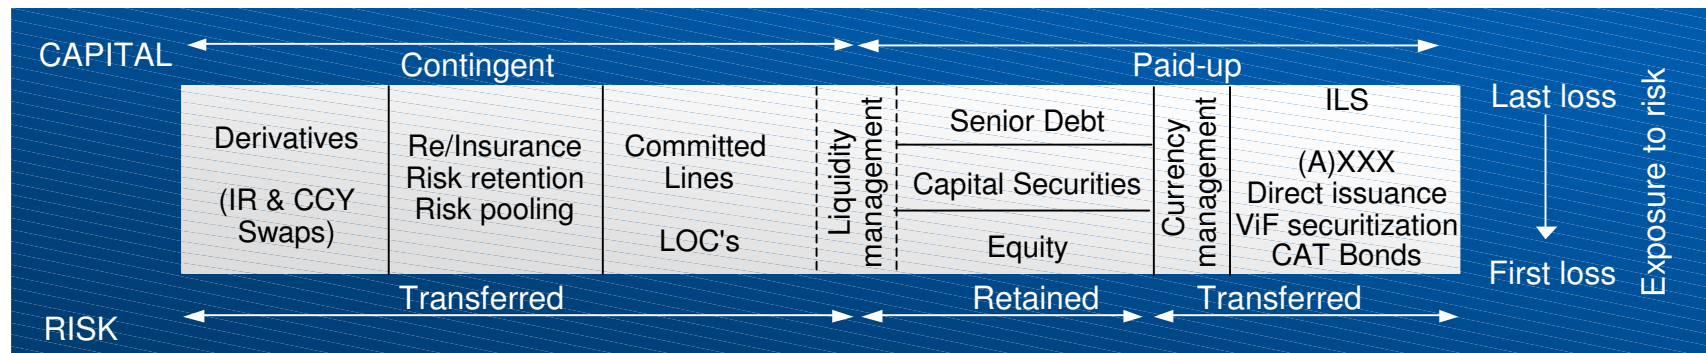 CAPITAL
Contingent
Paid-up
Derivatives
(IR & CCY
Swaps)
Re/Insurance
Risk retention
Risk pooling
Committed
Lines
LOC's
Liquidity
management
Senior Debt
Capital Securities
Equity
Currency
management
ILS
(A)XXX
Direct issuance
ViF securitization
CAT Bonds
Last loss
First loss
Exposure to risk
Transferred
Retained
Transferred
RISK